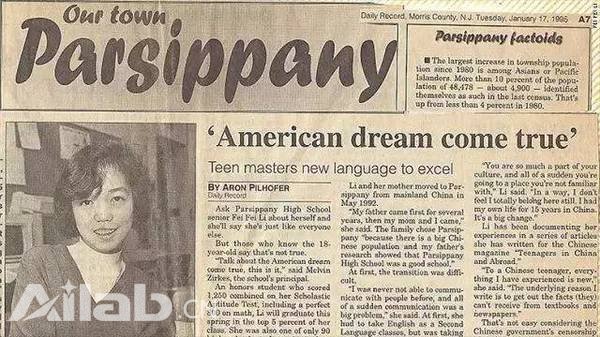 Our town
Parsippany
Daily Record, Morris County, N.J. Tuesday, January 17, 1995 A7
Parsippany factoids
■ The largest increase in township population
since 1980 is among Asians or Pacific
Islanders. More than 10 percent of the popu-
lation of 48,478 — about 4,900 — identified
themselves as such in the last census. That's
up from less than 4 percent in 1980.
'American dream come true'
Teen masters new language to excel
BY ARON PILHOFER
Daily Record
Ask Parsippany High School
senior Fei Fei Li about herself and
she'll say she's just like everyone
else.
But those who know the 18-
year-old say that's not true.
"Talk about the American dream
come true, this is it," said Melvin
Zirkes, the school's principal.
An honors student who scored
1,250 combined on her Scholastic
Aptitude Test, including a perfect
on math, Li will graduate this
spring in the top 5 percent of her
class. She was also one of only 90
Li and her mother moved to Par-
sippany from mainland China in
May 1992.
"My father came first for several
years, then my mom and I came,"
she said. The family chose Parsip-
pany "because there is a big Chi-
nese population and my father's
research showed that Parsippany
High School was a good school."
At first, the transition was diffi-
cult.
"I was never not able to commu-
nicate with people before, and all
of a sudden communication was a
big problem," she said. At first, she
had to take English as a Second
Language classes, but was taking
"You are so much a part of your
culture, and all of a sudden you're
going to a place you're not familiar
with," Li said. "In a way, I don't
feel I totally belong here still. I had
my own life for 15 years in China.
It's a big change."
Li has been documenting her
experiences in a series of articles
she has written for the Chinese
magazine "Teenagers in China
and Abroad."
"To a Chinese teenager, every-
thing I have experienced is new,"
she said. "The underlying reason I
write is to get out the facts (they)
can't receive from textbooks or
newspapers."
That's not easy considering the
Chinese government's censorship
Ailab